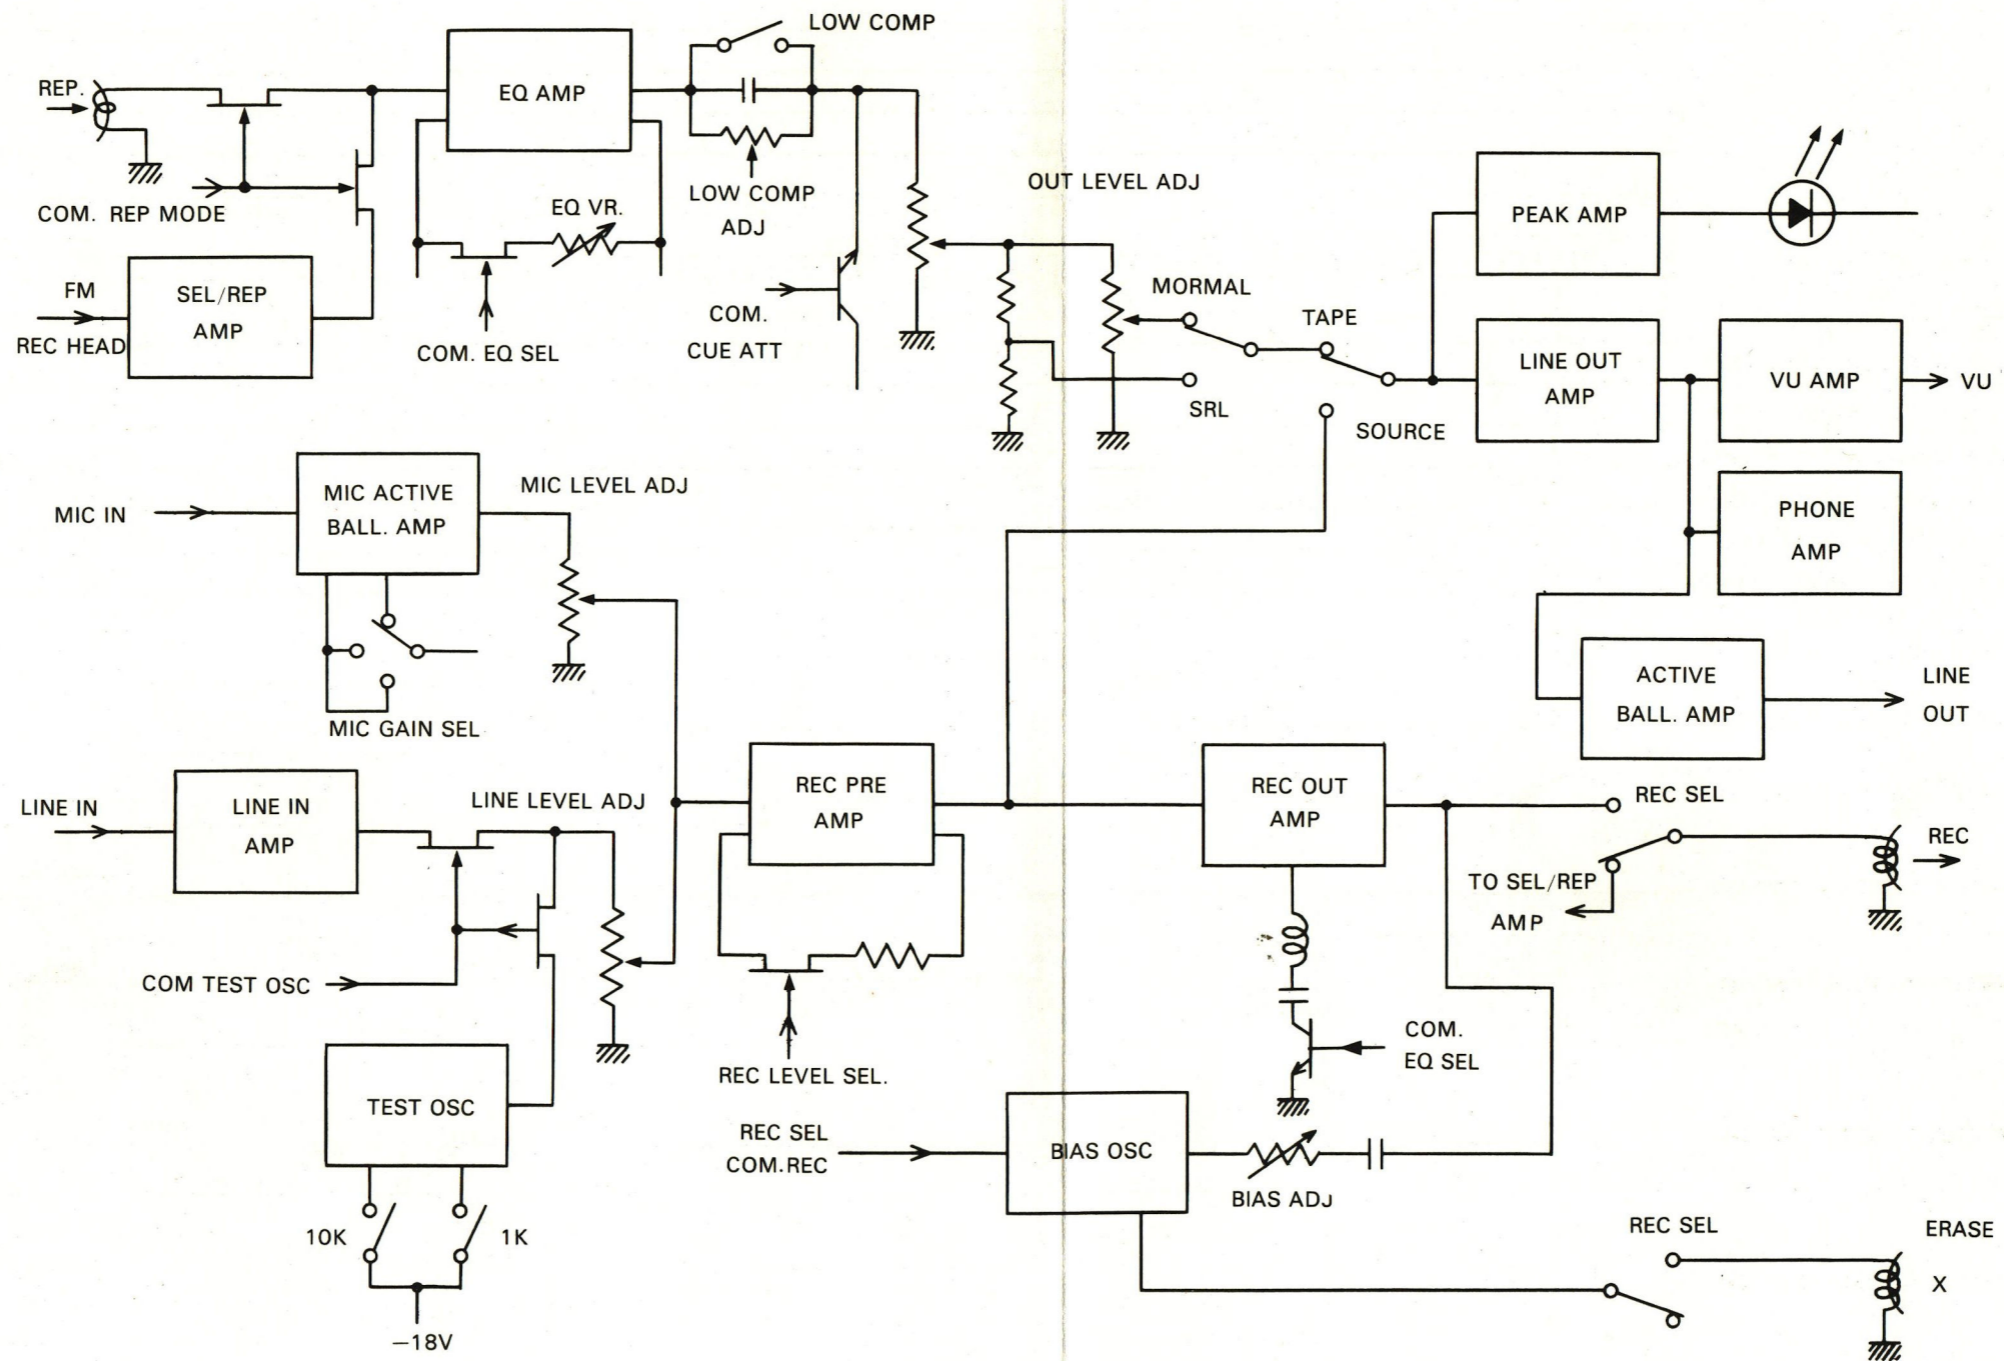 LOW COMP
REP.
EQ AMP
COM. REP MODE
LOW COMP
ADJ
EQ VR.
OUT LEVEL ADJ
PEAK AMP
FM
REC HEAD
SEL/REP
AMP
COM. EQ SEL
COM.
CUE ATT
MORMAL
TAPE
SRL
SOURCE
LINE OUT
AMP
VU AMP
VU
MIC IN
MIC ACTIVE
BALL. AMP
MIC LEVEL ADJ
PHONE
AMP
MIC GAIN SEL
ACTIVE
BALL. AMP
LINE
OUT
LINE IN
LINE IN
AMP
LINE LEVEL ADJ
REC PRE
AMP
REC OUT
AMP
REC SEL
REC
TO SEL/REP
AMP
COM TEST OSC
COM.
EQ SEL
REC LEVEL SEL.
TEST OSC
REC SEL
COM.REC
BIAS OSC
BIAS ADJ
10K
1K
REC SEL
ERASE
X
−18V